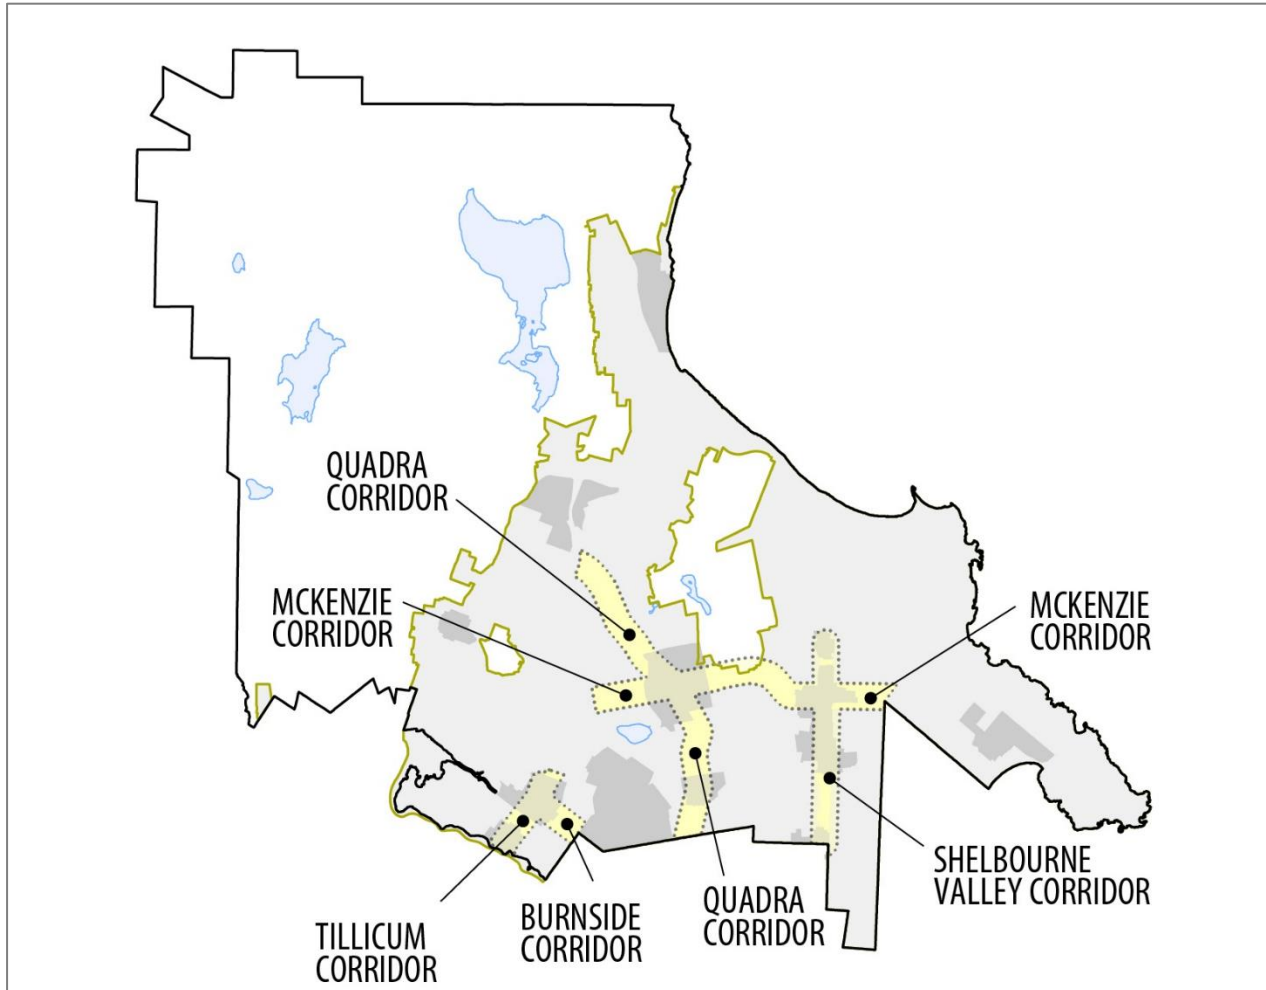 QUADRA
CORRIDOR
MCKENZIE
CORRIDOR
MCKENZIE
CORRIDOR
SHELBOURNE
VALLEY CORRIDOR
QUADRA
CORRIDOR
BURNSIDE
CORRIDOR
TILLICUM
CORRIDOR